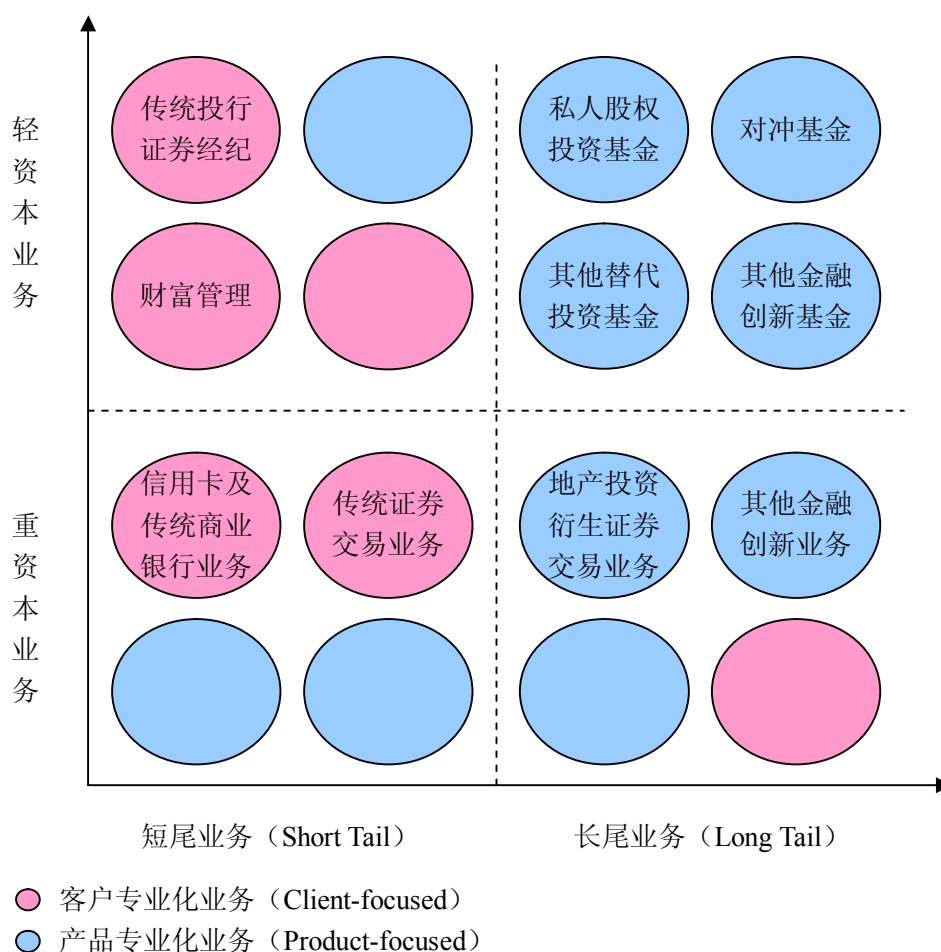 轻资本业务
传统投行
证券经纪
私人股权
投资基金
对冲基金
财富管理
其他替代
投资基金
其他金融
创新基金
重资本业务
信用卡及
传统商业
银行业务
传统证券
交易业务
地产投资
衍生证券
交易业务
其他金融
创新业务
短尾业务（Short Tail）
长尾业务（Long Tail）
客户专业化业务（Client-focused）
产品专业化业务（Product-focused）